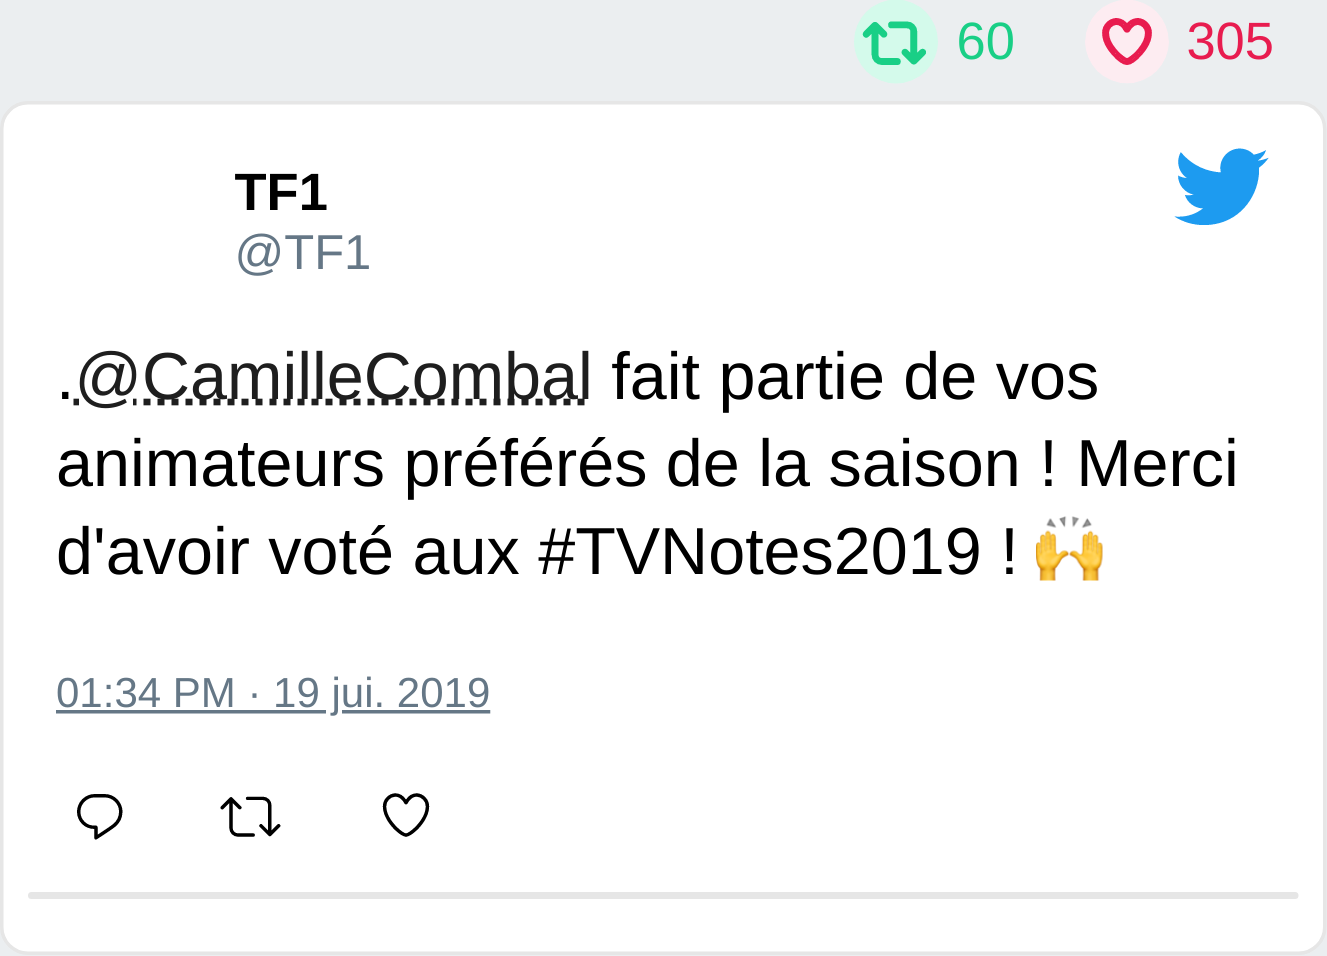 60 305
TF1
@TF1
.@CamilleCombal fait partie de vos
animateurs préférés de la saison ! Merci
d'avoir voté aux #TVNotes2019 ! 🙌
01:34 PM · 19 jui. 2019